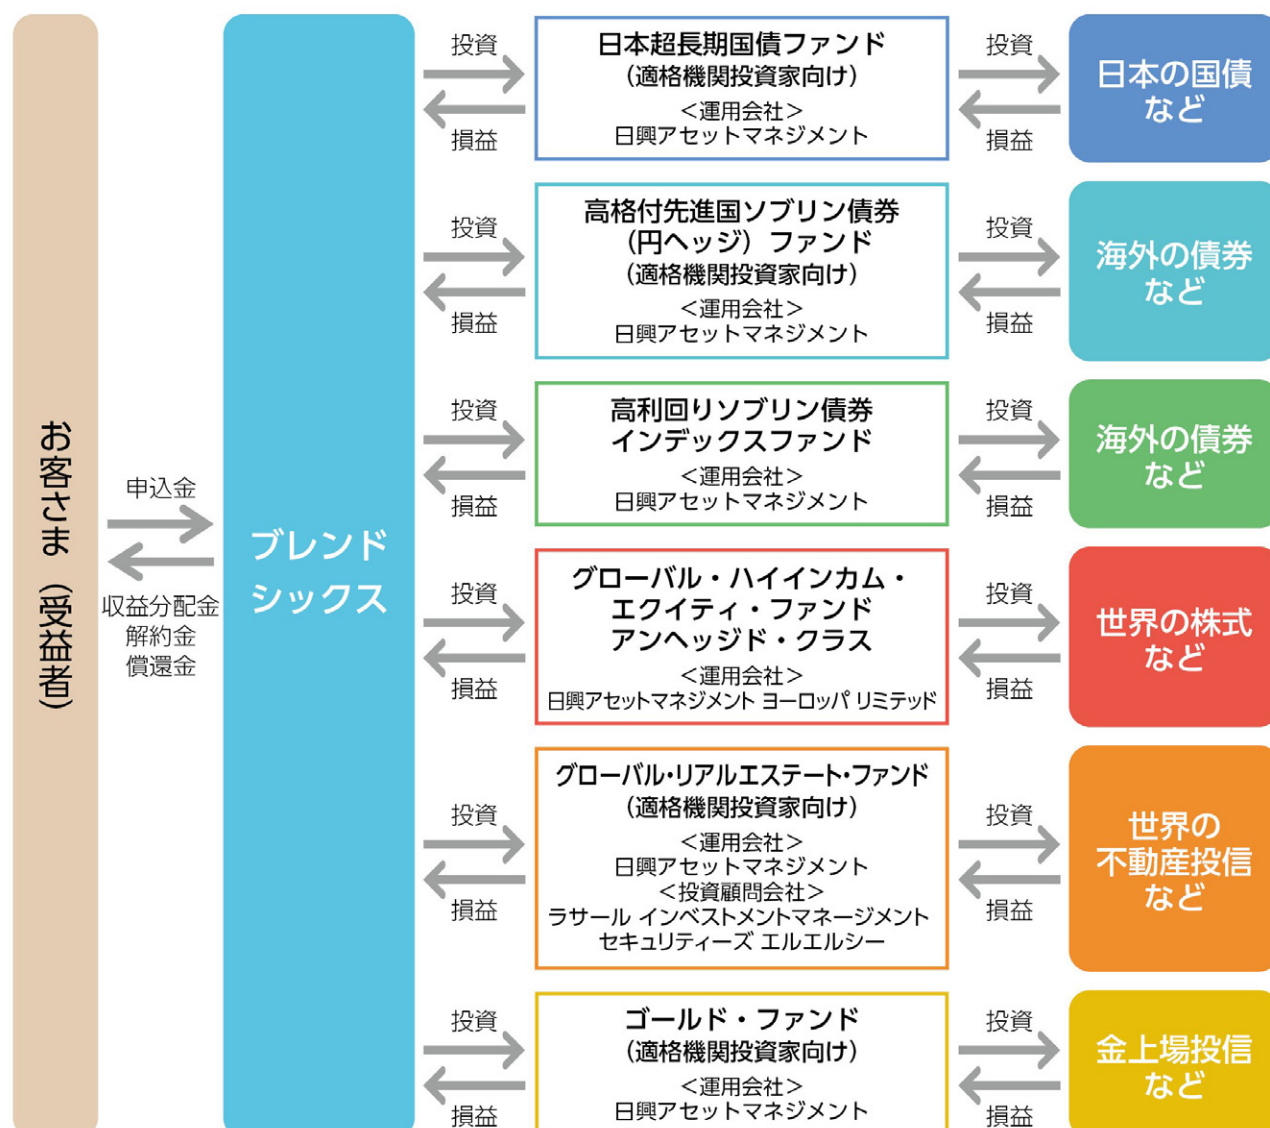 お客さま（受益者）
申込金
収益分配金
解約金
償還金
ブレンド
シックス
投資
損益
日本超長期国債ファンド
（適格機関投資家向け）
＜運用会社＞
日興アセットマネジメント
投資
損益
日本の国債
など
投資
損益
高格付先進国ソブリン債券
（円ヘッジ）ファンド
（適格機関投資家向け）
＜運用会社＞
日興アセットマネジメント
投資
損益
海外の債券
など
投資
損益
高利回りソブリン債券
インデックスファンド
＜運用会社＞
日興アセットマネジメント
投資
損益
海外の債券
など
投資
損益
グローバル・ハイインカム・
エクイティ・ファンド
アンヘッジド・クラス
＜運用会社＞
日興アセットマネジメント ヨーロッパ リミテッド
投資
損益
世界の株式
など
投資
損益
グローバル・リアルエステート・ファンド
（適格機関投資家向け）
＜運用会社＞
日興アセットマネジメント
＜投資顧問会社＞
ラサール インベストメントマネージメント
セキュリティーズ エルエルシー
投資
損益
世界の
不動産投信
など
投資
損益
ゴールド・ファンド
（適格機関投資家向け）
＜運用会社＞
日興アセットマネジメント
投資
損益
金上場投信
など